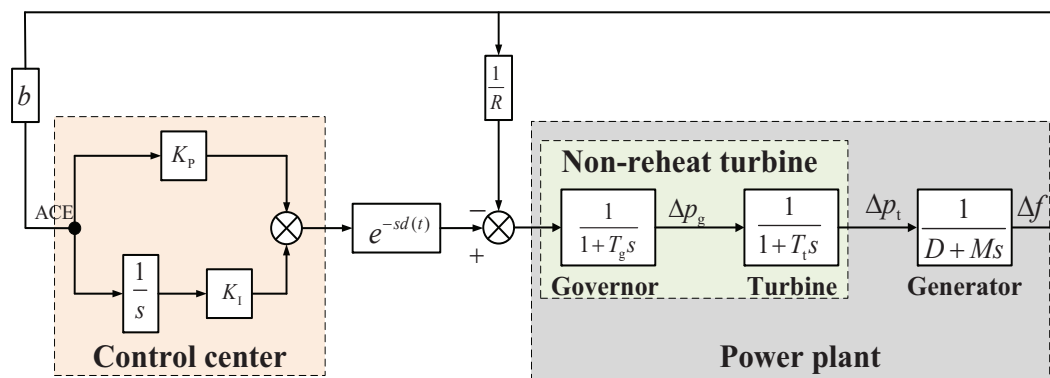 b
1
R
K_P
ACE
1
s
K_I
Control center
e^{-sd(t)}
−
+
Non-reheat turbine
1
1+T_g s
Governor
Δp_g
1
1+T_t s
Turbine
Δp_t
1
D+Ms
Generator
Δf
Power plant